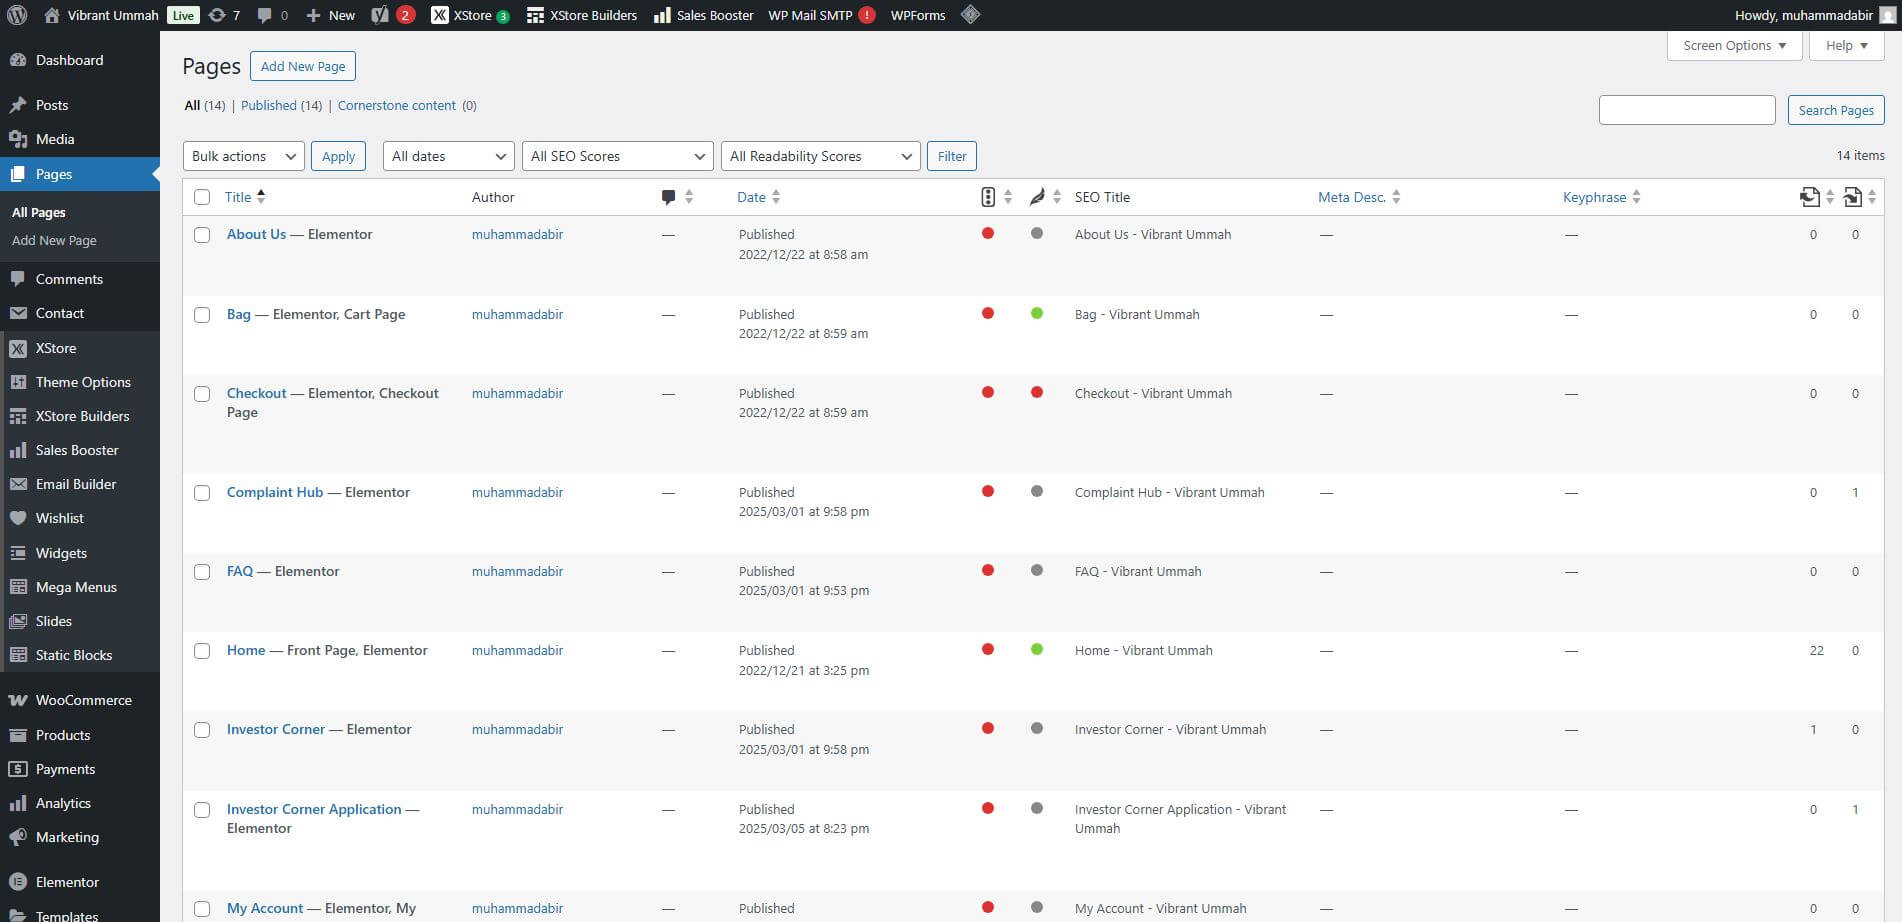 Vibrant Ummah Live 7 0 New 2 XStore 3 XStore Builders Sales Booster WP Mail SMTP ! WPForms Howdy, muhammadabir
Screen Options Help
Dashboard
Posts
Media
Pages
All Pages
Add New Page
Comments
Contact
XStore
Theme Options
XStore Builders
Sales Booster
Email Builder
Wishlist
Widgets
Mega Menus
Slides
Static Blocks
WooCommerce
Products
Payments
Analytics
Marketing
Elementor
Templates
Pages Add New Page
All (14) | Published (14) | Cornerstone content (0)
Search Pages
Bulk actions Apply All dates All SEO Scores All Readability Scores Filter 14 items
Title Author Date SEO Title Meta Desc. Keyphrase
About Us — Elementor muhammadabir — Published About Us - Vibrant Ummah — — 0 0
2022/12/22 at 8:58 am
Bag — Elementor, Cart Page muhammadabir — Published Bag - Vibrant Ummah — — 0 0
2022/12/22 at 8:59 am
Checkout — Elementor, Checkout muhammadabir — Published Checkout - Vibrant Ummah — — 0 0
Page 2022/12/22 at 8:59 am
Complaint Hub — Elementor muhammadabir — Published Complaint Hub - Vibrant Ummah — — 0 1
2025/03/01 at 9:58 pm
FAQ — Elementor muhammadabir — Published FAQ - Vibrant Ummah — — 0 0
2025/03/01 at 9:53 pm
Home — Front Page, Elementor muhammadabir — Published Home - Vibrant Ummah — — 22 0
2022/12/21 at 3:25 pm
Investor Corner — Elementor muhammadabir — Published Investor Corner - Vibrant Ummah — — 1 0
2025/03/01 at 9:58 pm
Investor Corner Application — muhammadabir — Published Investor Corner Application - Vibrant — — 0 1
Elementor 2025/03/05 at 8:23 pm Ummah
My Account — Elementor, My muhammadabir — Published My Account - Vibrant Ummah — — 0 0